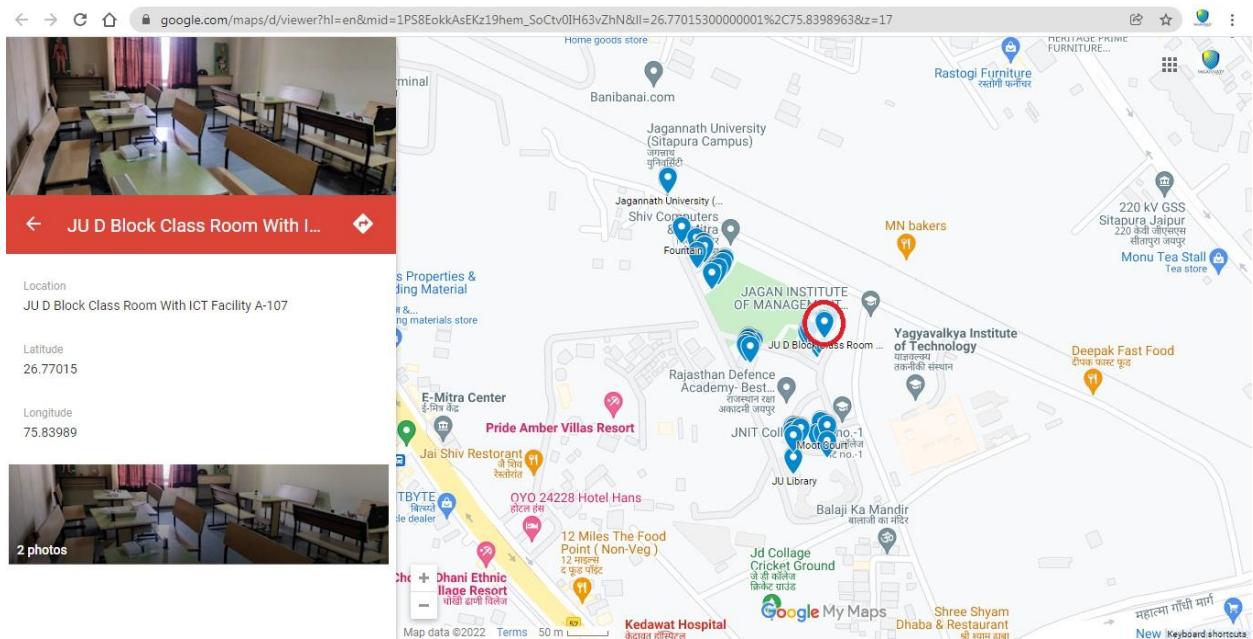 google.com/maps/d/viewer?hl=en&mid=1PS8EokkAsEKz19hem_SoCtv0IH63vZhN&ll=26.77015300000001%2C75.8398963&z=17
JU D Block Class Room With I...
Location
JU D Block Class Room With ICT Facility A-107
Latitude
26.77015
Longitude
75.83989
2 photos
Home goods store
HERITAGE PRIME
FURNITURE...
Rastogi Furniture
रस्तोगी फर्नीचर
rminal
Banibanai.com
Jagannath University
(Sitapura Campus)
जगन्नाथ
युनिवर्सिटी
Jagannath University (...
Shiv Computers
Fountain
MN bakers
220 kV GSS
Sitapura Jaipur
220 केवी जीएसएस
सीतापुरा जयपुर
Monu Tea Stall
Tea store
s Properties &
ding Material
ng materials store
JAGAN INSTITUTE
OF MANAGEMENT...
JU D Block Class Room ...
Yagyavalkya Institute
of Technology
याज्ञवल्क्य
तकनीकी संस्थान
Deepak Fast Food
दीपक फास्ट फूड
Rajasthan Defence
Academy- Best...
राजस्थान रक्षा
अकादमी जयपुर
E-Mitra Center
ई-मित्र केंद्र
Pride Amber Villas Resort
JNIT Coll
no.-1
Moot Court
गेट no.-1
JU Library
Jai Shiv Restorant
जै शिव
रेस्तोरांत
TBYTE
cle dealer
OYO 24228 Hotel Hans
होटल हंस
Balaji Ka Mandir
बालाजी का मंदिर
12 Miles The Food
Point ( Non-Veg )
12 माइल्स
द फूड पॉइंट
Jd Collage
Cricket Ground
जे डी कॉलेज
क्रिकेट ग्राउंड
Dhani Ethnic
llage Resort
चोखी ढाणी विलेज
Google My Maps
Shree Shyam
Dhaba & Restaurant
श्री श्याम ढाबा
महात्मा गाँधी मार्ग
52
Kedawat Hospital
केदावत हॉस्पिटल
Map data ©2022 Terms 50 m
New Keyboard shortcuts